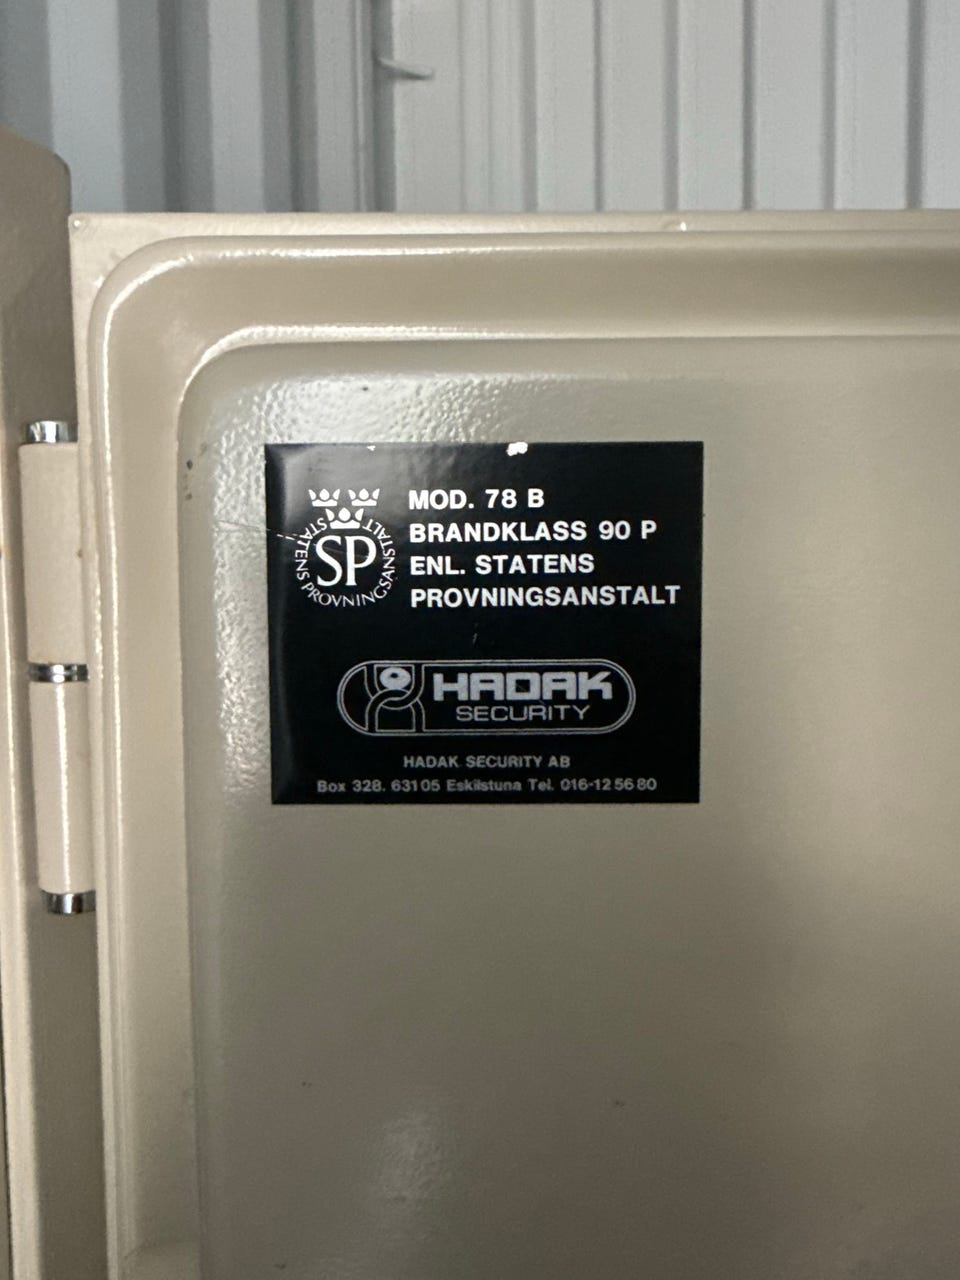 MOD. 78 B
BRANDKLASS 90 P
ENL. STATENS
PROVNINGSANSTALT
STATENS PROVNINGSANSTALT
SP
HADAK
SECURITY
HADAK SECURITY AB
Box 328. 631 05 Eskilstuna Tel. 016-12 56 80